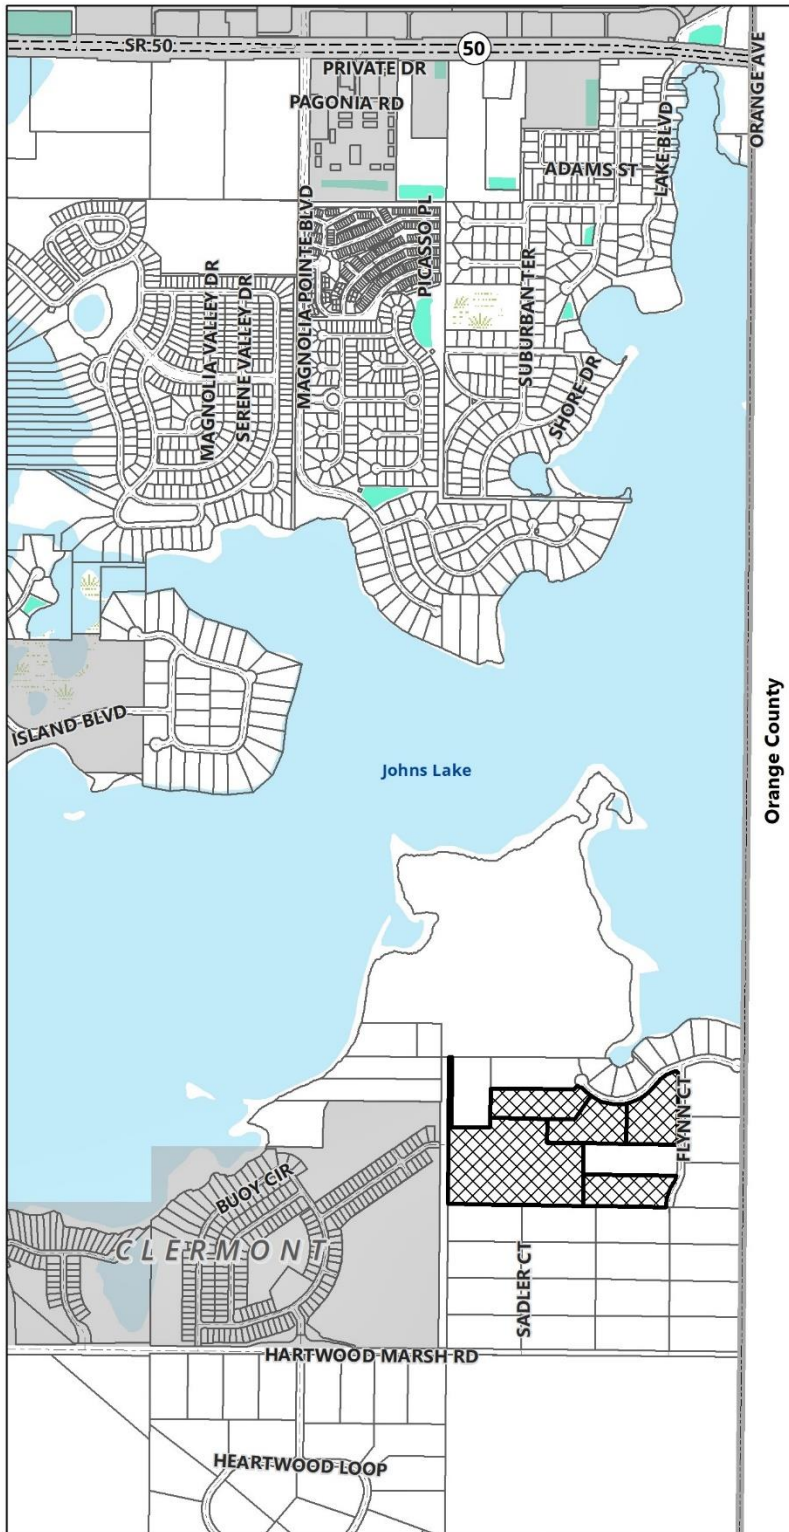 SR 50
50
PRIVATE DR
PAGONIA RD
ORANGE AVE
LAKE BLVD
ADAMS ST
MAGNOLIA POINTE BLVD
PICASSO PL
SUBURBAN TER
MAGNOLIA VALLEY DR
SERENE VALLEY DR
SHORE DR
ISLAND BLVD
Johns Lake
Orange County
FLYNN CT
BUOY CIR
CLERMONT
SADLER CT
HARTWOOD MARSH RD
HEARTWOOD LOOP